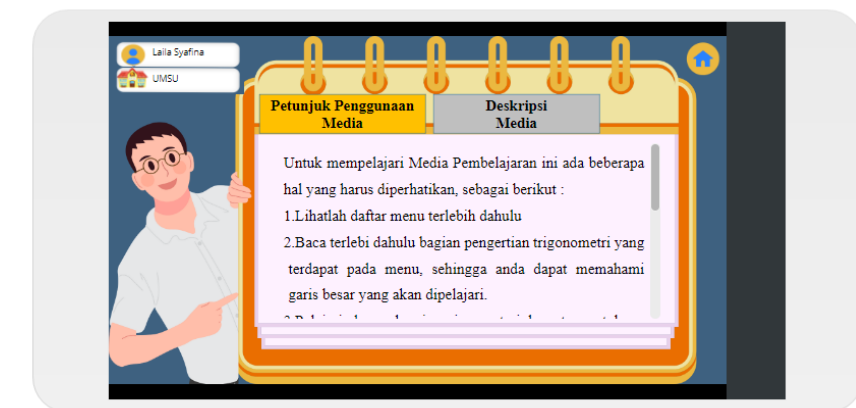 Laila Syafina
UMSU
Petunjuk Penggunaan
Media
Deskripsi
Media
Untuk mempelajari Media Pembelajaran ini ada beberapa
hal yang harus diperhatikan, sebagai berikut :
1.Lihatlah daftar menu terlebih dahulu
2.Baca terlebi dahulu bagian pengertian trigonometri yang
terdapat pada menu, sehingga anda dapat memahami
garis besar yang akan dipelajari.